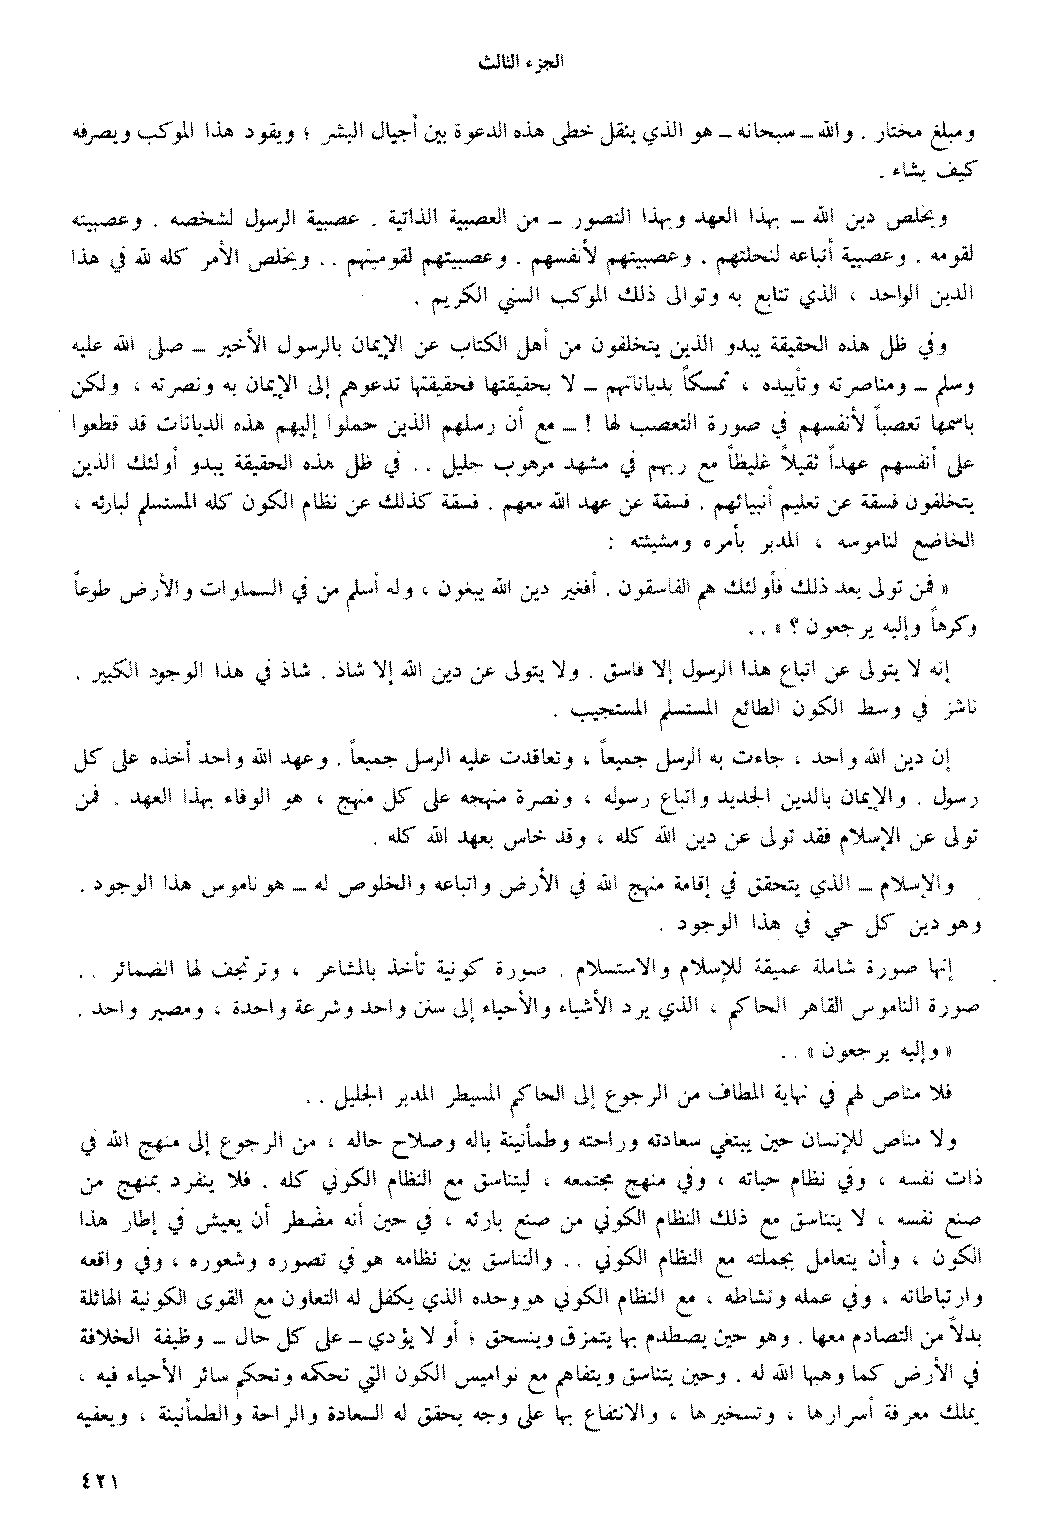 الجزء الثالث
ومبلغ مختار . والله – سبحانه – هو الذي ينقل خطى هذه الدعوة بين أجيال البشر ؛ ويقود هذا الموكب ويصرفه
كيف يشاء .
ويخلص دين الله – بهذا العهد وبهذا التصور – من العصبية الذاتية . عصبية الرسول لشخصه . وعصبيته
لقومه . وعصبية أتباعه لنحلتهم . وعصبيتهم لأنفسهم . وعصبيتهم لقوميتهم . . ويخلص الأمر كله لله في هذا
الدين الواحد ، الذي تتابع به وتوالى ذلك الموكب السني الكريم .
وفي ظل هذه الحقيقة يبدو الذين يتخلفون من أهل الكتاب عن الإيمان بالرسول الأخير – صلى الله عليه
وسلم – ومناصرته وتأييده ، تمسكاً بدياناتهم – لا بحقيقتها فحقيقتها تدعوهم إلى الإيمان به ونصرته ، ولكن
باسمها تعصباً لأنفسهم في صورة التعصب لها ! – مع أن رسلهم الذين حملوا إليهم هذه الديانات قد قطعوا
على أنفسهم عهداً ثقيلاً غليظاً مع ربهم في مشهد مرهوب جليل . . في ظل هذه الحقيقة يبدو أولئك الذين
يتخلفون فسقة عن تعليم أنبيائهم . فسقة عن عهد الله معهم . فسقة كذلك عن نظام الكون كله المستسلم لبارئه ،
الخاضع لناموسه ، المدبر بأمره ومشيئته :
« فمن تولى بعد ذلك فأولئك هم الفاسقون . أفغير دين الله يبغون ، وله أسلم من في السماوات والأرض طوعاً
وكرهاً وإليه يرجعون ؟ » . .
إنه لا يتولى عن اتباع هذا الرسول إلا فاسق . ولا يتولى عن دين الله إلا شاذ . شاذ في هذا الوجود الكبير .
ناشز في وسط الكون الطائع المستسلم المستجيب .
إن دين الله واحد ، جاءت به الرسل جميعاً ، وتعاقدت عليه الرسل جميعاً . وعهد الله واحد أخذه على كل
رسول . والإيمان بالدين الجديد واتباع رسوله ، ونصرة منهجه على كل منهج ، هو الوفاء بهذا العهد . فمن
تولى عن الإسلام فقد تولى عن دين الله كله ، وقد خاس بعهد الله كله .
والإسلام – الذي يتحقق في إقامة منهج الله في الأرض واتباعه والخلوص له – هو ناموس هذا الوجود .
وهو دين كل حي في هذا الوجود .
إنها صورة شاملة عميقة للإسلام والاستسلام . صورة كونية تأخذ بالمشاعر ، وترتجف لها الضمائر . .
صورة الناموس القاهر الحاكم ، الذي يرد الأشياء والأحياء إلى سنن واحد وشرعة واحدة ، ومصير واحد .
« وإليه يرجعون » . .
فلا مناص لهم في نهاية المطاف من الرجوع إلى الحاكم المسيطر المدبر الجليل . .
ولا مناص للإنسان حين يبتغي سعادته وراحته وطمأنينة باله وصلاح حاله ، من الرجوع إلى منهج الله في
ذات نفسه ، وفي نظام حياته ، وفي منهج مجتمعه ، ليتناسق مع النظام الكوني كله . فلا ينفرد بمنهج من
صنع نفسه ، لا يتناسق مع ذلك النظام الكوني من صنع بارئه ، في حين أنه مضطر أن يعيش في إطار هذا
الكون ، وأن يتعامل بجملته مع النظام الكوني . . والتناسق بين نظامه هو في تصوره وشعوره ، وفي واقعه
وارتباطاته ، وفي عمله ونشاطه ، مع النظام الكوني هو وحده الذي يكفل له التعاون مع القوى الكونية الهائلة
بدلاً من التصادم معها . وهو حين يصطدم بها يتمزق وينسحق ؛ أو لا يؤدي – على كل حال – وظيفة الخلافة
في الأرض كما وهبها الله له . وحين يتناسق ويتفاهم مع نواميس الكون التي تحكمه وتحكم سائر الأحياء فيه ،
يملك معرفة أسرارها ، وتسخيرها ، والانتفاع بها على وجه يحقق له السعادة والراحة والطمأنينة ، ويعفيه
٤٢١